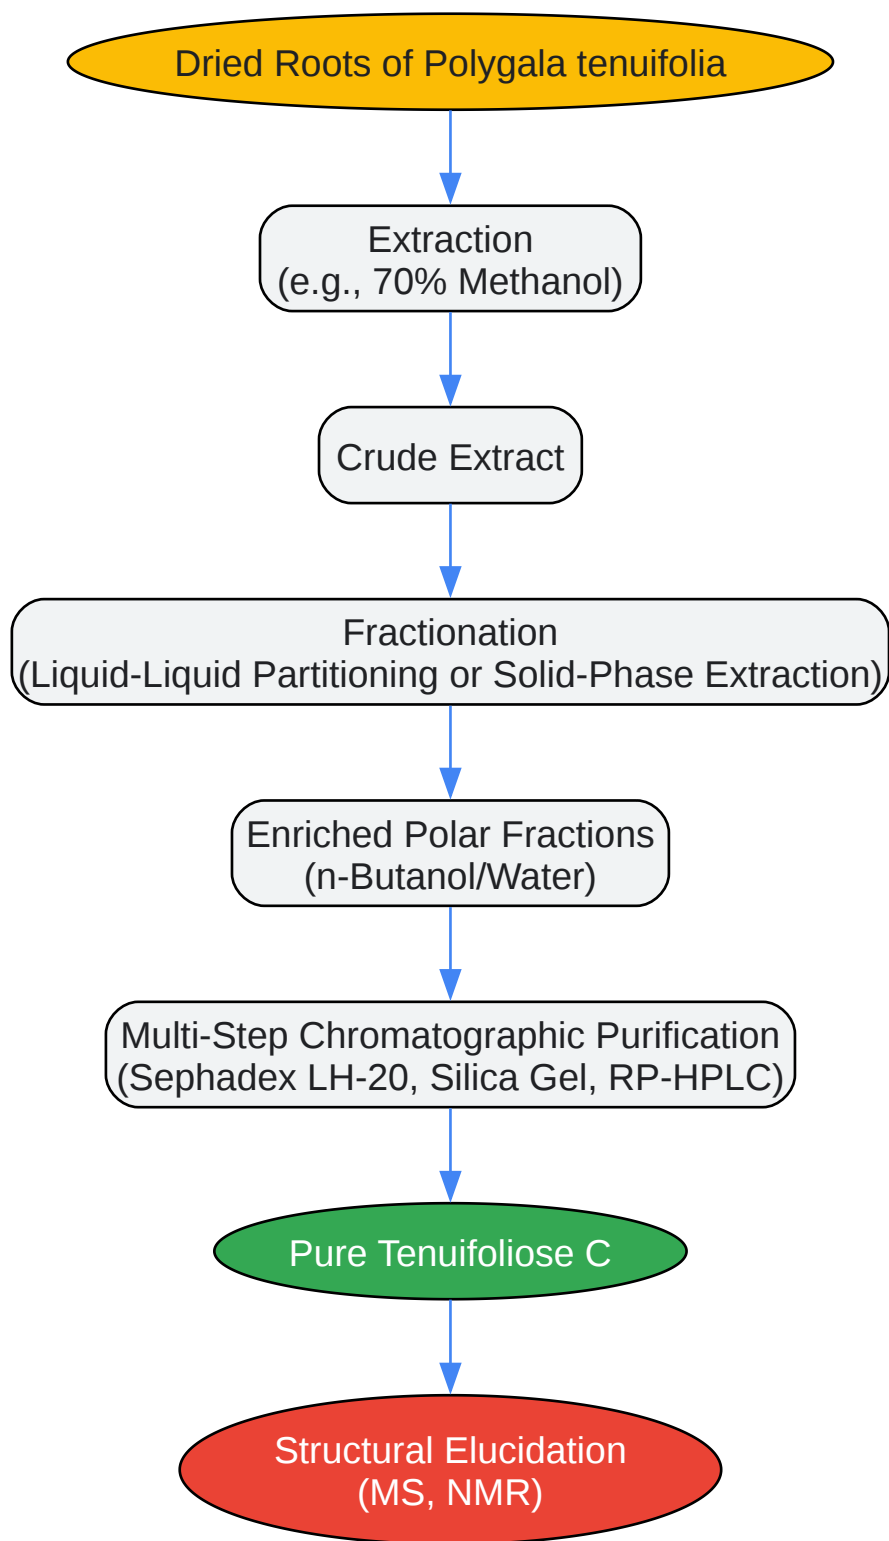 Dried Roots of Polygala tenuifolia
Extraction
(e.g., 70% Methanol)
Crude Extract
Fractionation
(Liquid-Liquid Partitioning or Solid-Phase Extraction)
Enriched Polar Fractions
(n-Butanol/Water)
Multi-Step Chromatographic Purification
(Sephadex LH-20, Silica Gel, RP-HPLC)
Pure Tenuifoliose C
Structural Elucidation
(MS, NMR)